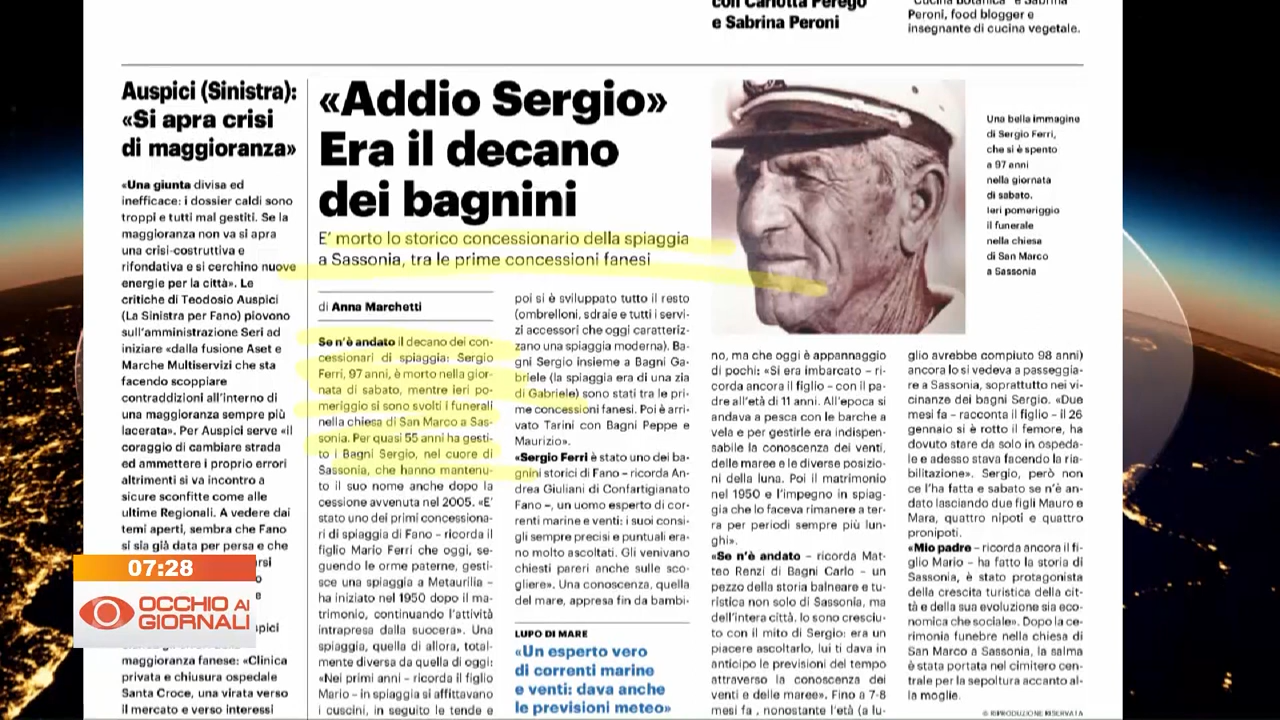 con Carlotta Perego
e Sabrina Peroni
"Cucina Botanica" e Sabrina
Peroni, food blogger e
insegnante di cucina vegetale.
Auspici (Sinistra):
«Si apra crisi
di maggioranza»
«Una giunta divisa ed
inefficace: i dossier caldi sono
troppi e tutti mal gestiti. Se la
maggioranza non va si apra
una crisi-costruttiva e
rifondativa e si cerchino nuove
energie per la città». Le
critiche di Teodosio Auspici
(La Sinistra per Fano) piovono
sull'amministrazione Seri ad
iniziare «dalla fusione Aset e
Marche Multiservizi che sta
facendo scoppiare
contraddizioni all'interno di
una maggioranza sempre più
lacerata». Per Auspici serve «il
coraggio di cambiare strada
ed ammettere i proprio errori
altrimenti si va incontro a
sicure sconfitte come alle
ultime Regionali. A vedere dai
temi aperti, sembra che Fano
si sia già data per persa e che
maggioranza fanese: «Clinica
privata e chiusura ospedale
Santa Croce, una virata verso
il mercato e verso interessi
«Addio Sergio»
Era il decano
dei bagnini
E' morto lo storico concessionario della spiaggia
a Sassonia, tra le prime concessioni fanesi
di Anna Marchetti
Se n'è andato il decano dei con-
cessionari di spiaggia: Sergio
Ferri, 97 anni, è morto nella gior-
nata di sabato, mentre ieri po-
meriggio si sono svolti i funerali
nella chiesa di San Marco a Sas-
sonia. Per quasi 55 anni ha gesti-
to i Bagni Sergio, nel cuore di
Sassonia, che hanno mantenu-
to il suo nome anche dopo la
cessione avvenuta nel 2005. «E'
stato uno dei primi concessiona-
ri di spiaggia di Fano – ricorda il
figlio Mario Ferri che oggi, se-
guendo le orme paterne, gesti-
sce una spiaggia a Metaurilia –
ha iniziato nel 1950 dopo il ma-
trimonio, continuando l'attività
intrapresa dalla suocera». Una
spiaggia, quella di allora, total-
mente diversa da quella di oggi:
«Nei primi anni – ricorda il figlio
Mario – in spiaggia si affittavano
i cuscini, in seguito le tende e
poi si è sviluppato tutto il resto
(ombrelloni, sdraie e tutti i servi-
zi accessori che oggi caratteriz-
zano una spiaggia moderna). Ba-
gni Sergio insieme a Bagni Ga-
briele (la spiaggia era di una zia
di Gabriele) sono stati tra le pri-
me concessioni fanesi. Poi è arri-
vato Tarini con Bagni Peppe e
Maurizio».
«Sergio Ferri è stato uno dei ba-
gnini storici di Fano – ricorda An-
drea Giuliani di Confartigianato
Fano –, un uomo esperto di cor-
renti marine e venti: i suoi consi-
gli sempre precisi e puntuali era-
no molto ascoltati. Gli venivano
chiesti pareri anche sulle sco-
gliere». Una conoscenza, quella
del mare, appresa fin da bambi-
LUPO DI MARE
«Un esperto vero
di correnti marine
e venti: dava anche
le previsioni meteo»
no, ma che oggi è appannaggio
di pochi: «Si era imbarcato – ri-
corda ancora il figlio – con il pa-
dre all'età di 11 anni. All'epoca si
andava a pesca con le barche a
vela e per gestirle era indispen-
sabile la conoscenza dei venti,
delle maree e le diverse posizio-
ni della luna. Poi il matrimonio
nel 1950 e l'impegno in spiag-
gia che lo faceva rimanere a ter-
ra per periodi sempre più lun-
ghi».
«Se n'è andato – ricorda Mat-
teo Renzi di Bagni Carlo – un
pezzo della storia balneare e tu-
ristica non solo di Sassonia, ma
dell'intera città. Io sono cresciu-
to con il mito di Sergio: era un
piacere ascoltarlo, lui ti dava in
anticipo le previsioni del tempo
attraverso la conoscenza dei
venti e delle maree». Fino a 7-8
mesi fa , nonostante l'età (a lu-
Una bella immagine
di Sergio Ferri,
che si è spento
a 97 anni
nella giornata
di sabato.
Ieri pomeriggio
il funerale
nella chiesa
di San Marco
a Sassonia
glio avrebbe compiuto 98 anni)
ancora lo si vedeva a passeggia-
re a Sassonia, soprattutto nei vi-
cinanze dei bagni Sergio. «Due
mesi fa – racconta il figlio – il 26
gennaio si è rotto il femore, ha
dovuto stare da solo in ospeda-
le e adesso stava facendo la ria-
bilitazione». Sergio, però non
ce l'ha fatta e sabato se n'è an-
dato lasciando due figli Mauro e
Mara, quattro nipoti e quattro
pronipoti.
«Mio padre – ricorda ancora il fi-
glio Mario – ha fatto la storia di
Sassonia, è stato protagonista
della crescita turistica della cit-
tà e della sua evoluzione sia eco-
nomica che sociale». Dopo la ce-
rimonia funebre nella chiesa di
San Marco a Sassonia, la salma
è stata portata nel cimitero cen-
trale per la sepoltura accanto al-
la moglie.
© RIPRODUZIONE RISERVATA
07:28
OCCHIO AI
GIORNALI